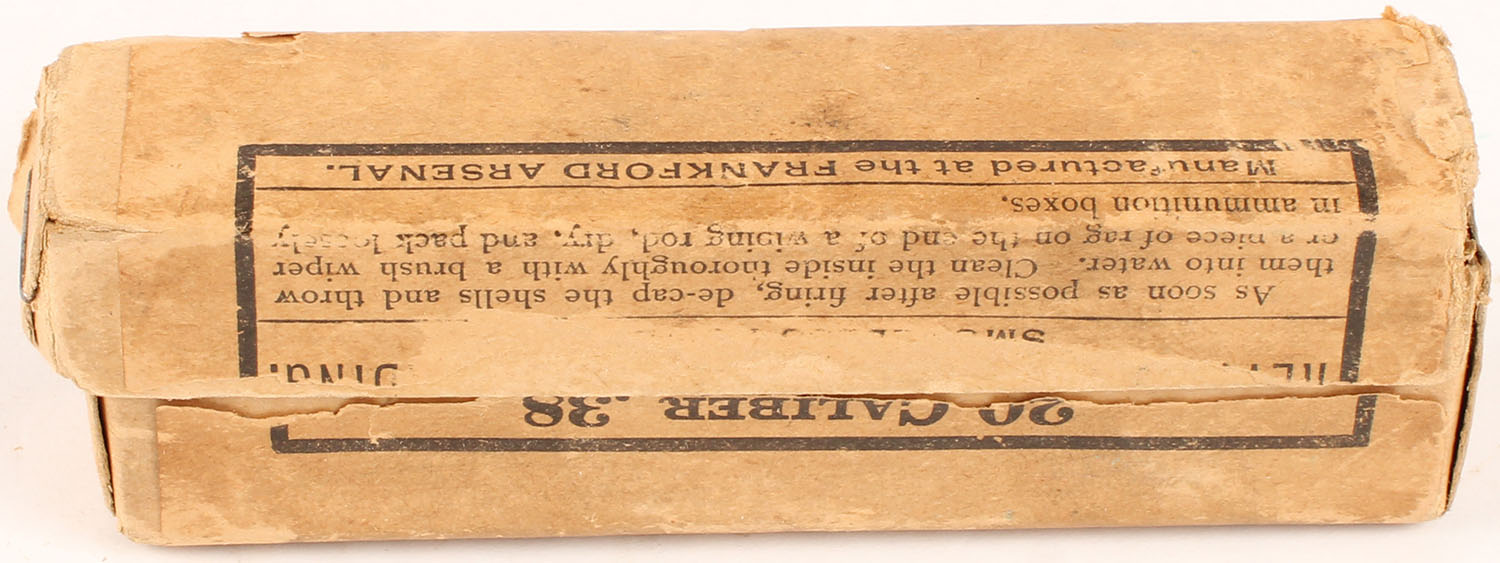 20 CALIBER .38
As soon as possible after firing, de-cap the shells and throw
them into water. Clean the inside thoroughly with a brush wiper
or a piece of rag on the end of a wiping rod, dry, and pack loosely
in ammunition boxes.
Manufactured at the FRANKFORD ARSENAL.